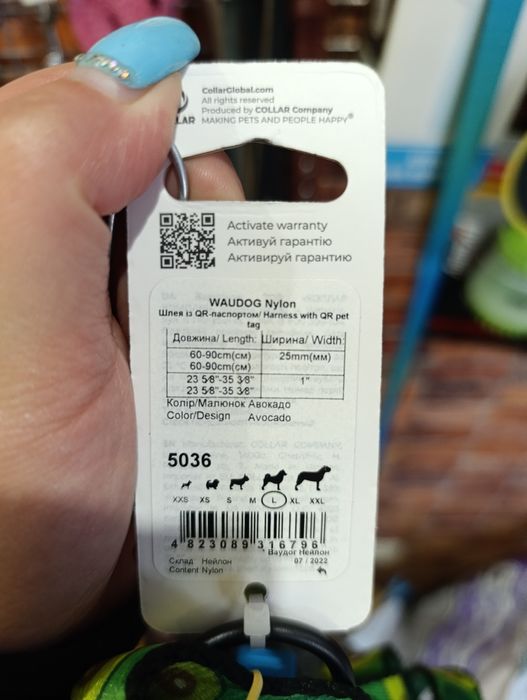 CollarGlobal.com
All rights reserved
Produced by COLLAR Company
LAR MAKING PETS AND PEOPLE HAPPY®
Activate warranty
Активуй гарантію
Активируй гарантию
WAUDOG Nylon
Шлея із QR-паспортом/ Harness with QR pet
tag
Довжина/ Length: Ширина/ Width:
60-90cm(см) 25mm(мм)
60-90cm(см)
23 5⁄8"-35 3⁄8" 1"
23 5⁄8"-35 3⁄8"
Колір/Малюнок Авокадо
Color/Design Avocado
5036
XXS XS S M L XL XXL
4 823089 316796
* Ваудог Нейлон
Склад Нейлон 07 / 2022
Content Nylon